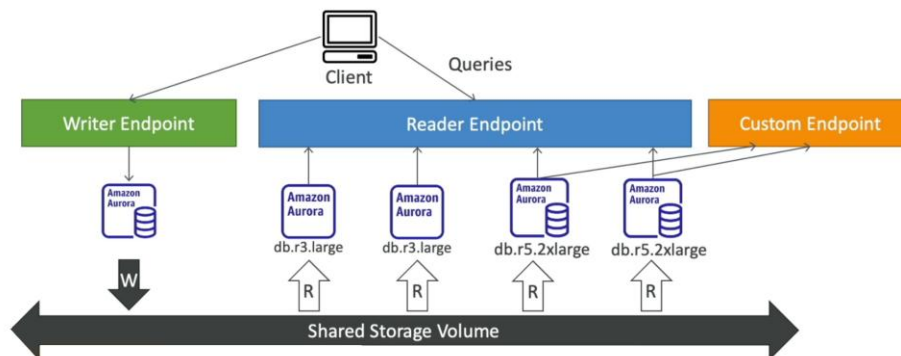 Client
Queries
Writer Endpoint
Reader Endpoint
Custom Endpoint
Amazon
Aurora
Amazon
Aurora
db.r3.large
Amazon
Aurora
db.r3.large
Amazon
Aurora
db.r5.2xlarge
Amazon
Aurora
db.r5.2xlarge
W
R
R
R
R
Shared Storage Volume